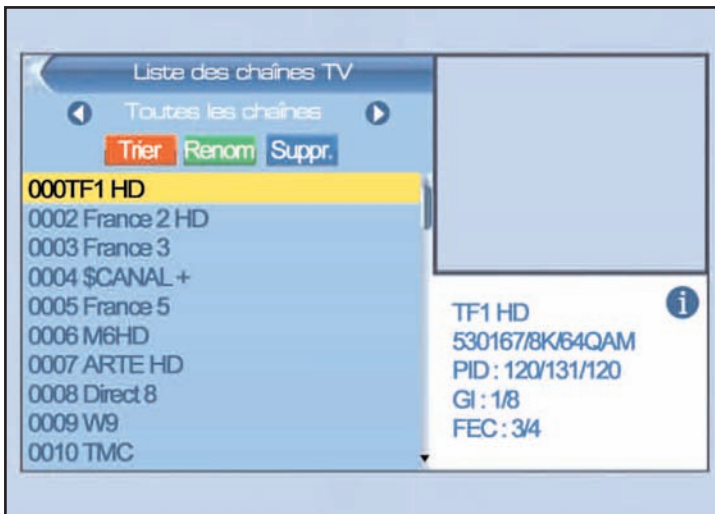 Liste des chaînes TV
Toutes les chaînes
Trier Renom Suppr.
000TF1 HD
0002 France 2 HD
0003 France 3
0004 $CANAL +
0005 France 5
0006 M6HD
0007 ARTE HD
0008 Direct 8
0009 W9
0010 TMC
TF1 HD
530167/8K/64QAM
PID : 120/131/120
GI : 1/8
FEC : 3/4